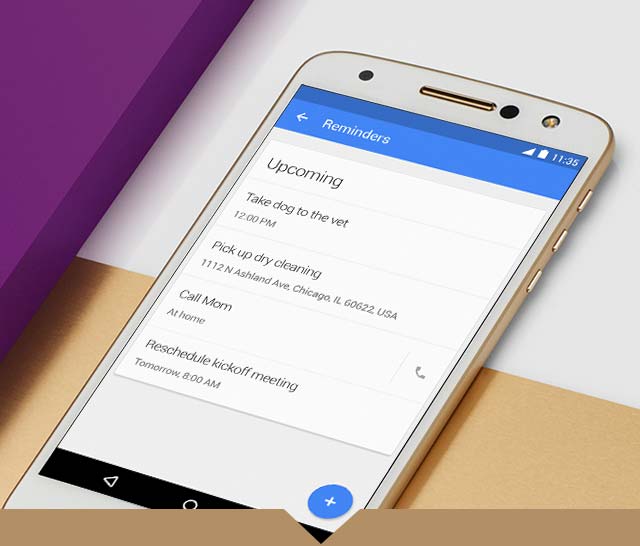 11:35
Reminders
Upcoming
Take dog to the vet
12:00 PM
Pick up dry cleaning
1112 N Ashland Ave, Chicago, IL 60622, USA
Call Mom
At home
Reschedule kickoff meeting
Tomorrow, 8:00 AM